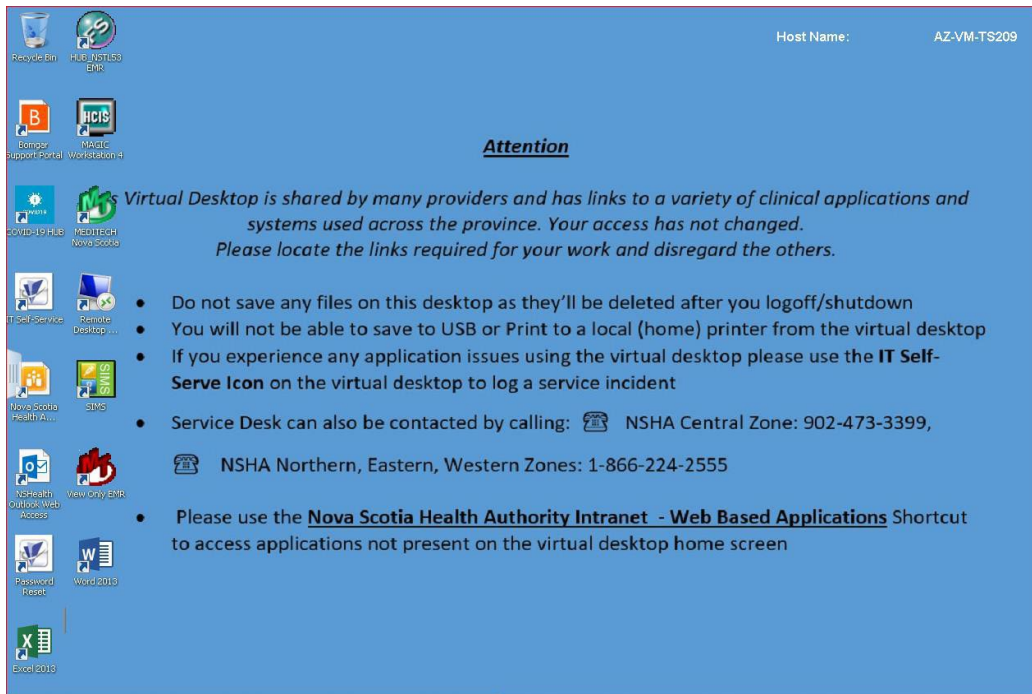 Host Name: AZ-VM-TS209
Recycle Bin
HUB_NSTL53
EMR
B
Bomgar
Support Portal
HCIS
MAGIC
Workstation 4
COVID-19 HUB
MEDITECH
Nova Scotia
IT Self-Service
Remote
Desktop ...
Nova Scotia
Health A...
SIMS
SIMS
NSHealth
Outlook Web
Access
View Only EMR
Password
Reset
Word 2013
Excel 2013
Attention
s Virtual Desktop is shared by many providers and has links to a variety of clinical applications and
systems used across the province. Your access has not changed.
Please locate the links required for your work and disregard the others.
• Do not save any files on this desktop as they’ll be deleted after you logoff/shutdown
• You will not be able to save to USB or Print to a local (home) printer from the virtual desktop
• If you experience any application issues using the virtual desktop please use the IT Self-
Serve Icon on the virtual desktop to log a service incident
• Service Desk can also be contacted by calling: ☎ NSHA Central Zone: 902-473-3399,
☎ NSHA Northern, Eastern, Western Zones: 1-866-224-2555
• Please use the Nova Scotia Health Authority Intranet - Web Based Applications Shortcut
to access applications not present on the virtual desktop home screen